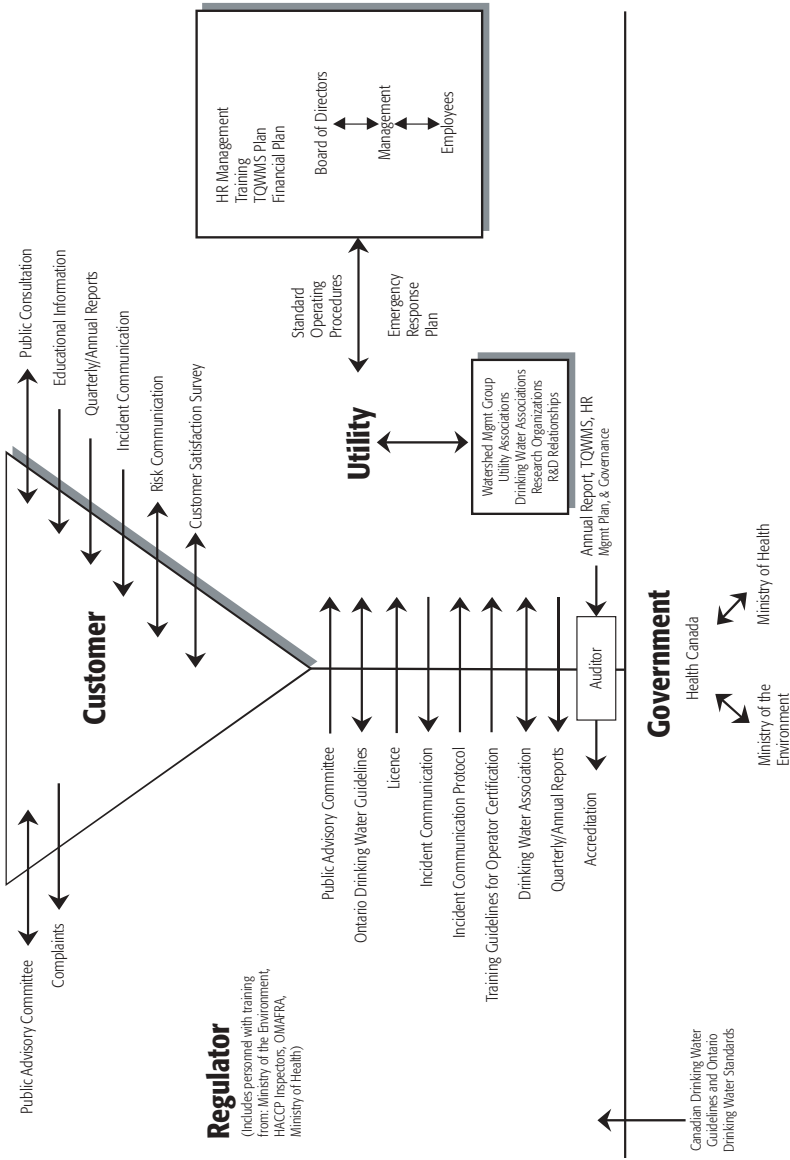 Public Advisory Committee
Complaints
Customer
Public Consultation
Educational Information
Quarterly/Annual Reports
Incident Communication
Risk Communication
Customer Satisfaction Survey
Regulator
(Includes personnel with training
from: Ministry of the Environment,
HACCP Inspectors, OMAFRA,
Ministry of Health)
Public Advisory Committee
Ontario Drinking Water Guidelines
Licence
Incident Communication
Incident Communication Protocol
Training Guidelines for Operator Certification
Drinking Water Association
Quarterly/Annual Reports
Accreditation
Auditor
Annual Report, TQWMS, HR
Mgmt Plan, & Governance
Utility
Standard
Operating
Procedures
Emergency
Response
Plan
HR Management
Training
TQWMS Plan
Financial Plan
Board of Directors
Management
Employees
Watershed Mgmt Group
Utility Associations
Drinking Water Associations
Research Organizations
R&D Relationships
Canadian Drinking Water
Guidelines and Ontario
Drinking Water Standards
Government
Health Canada
Ministry of the
Environment
Ministry of Health